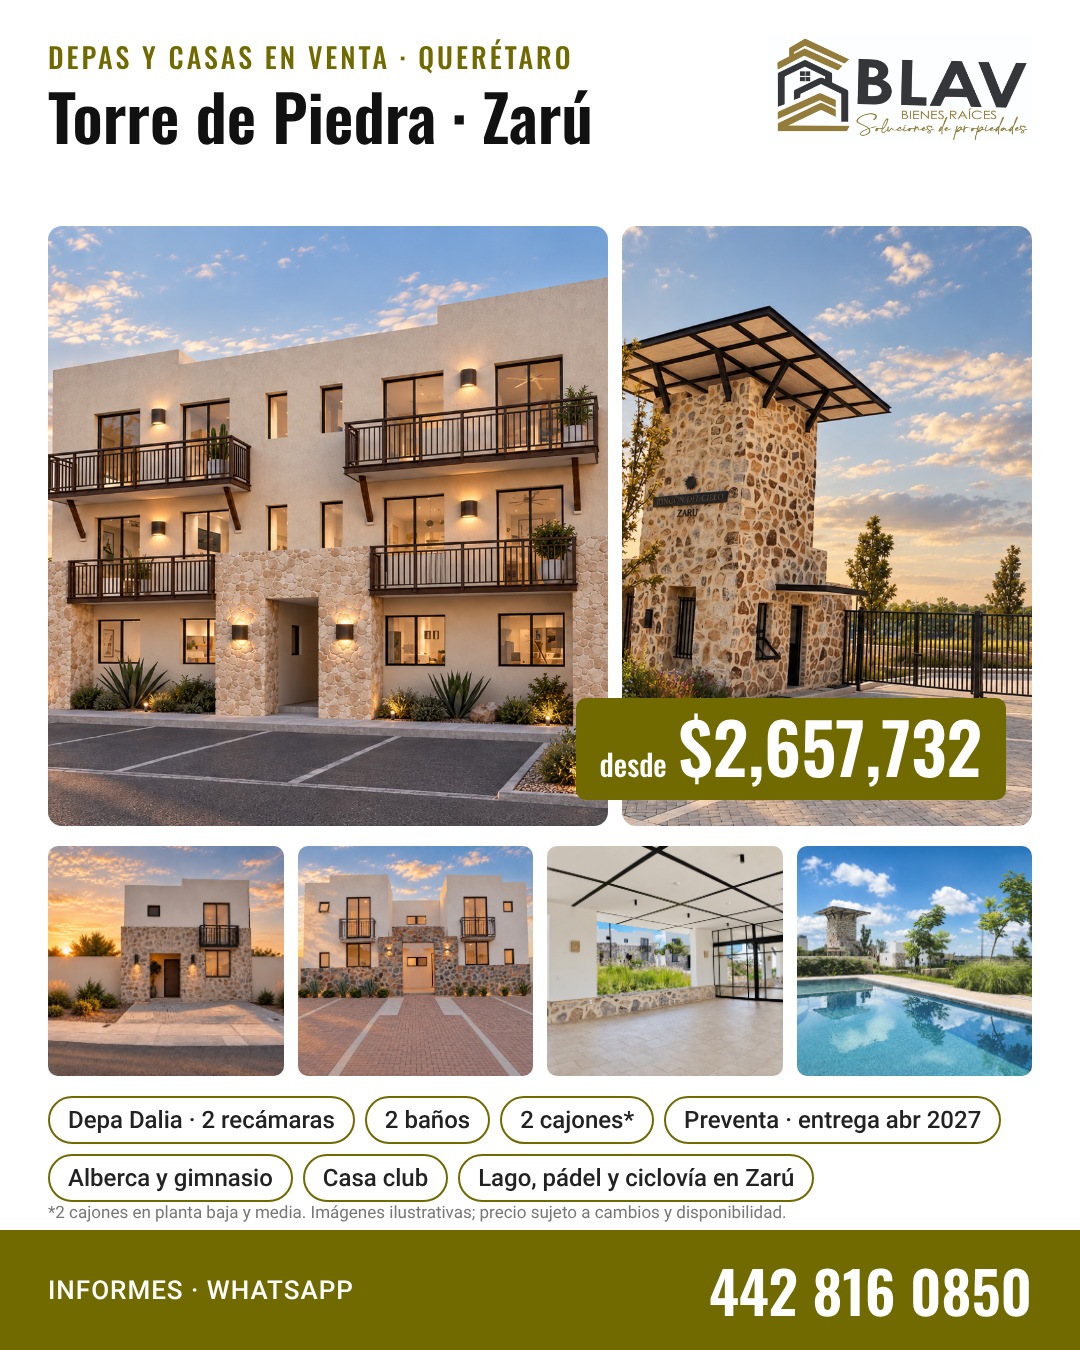 DEPAS Y CASAS EN VENTA · QUERÉTARO
Torre de Piedra · Zarú
BLAV
BIENES RAÍCES
Soluciones de propiedades
RINCÓN DEL CIELO
ZARÚ
desde $2,657,732
Depa Dalia · 2 recámaras
2 baños
2 cajones*
Preventa · entrega abr 2027
Alberca y gimnasio
Casa club
Lago, pádel y ciclovía en Zarú
*2 cajones en planta baja y media. Imágenes ilustrativas; precio sujeto a cambios y disponibilidad.
INFORMES · WHATSAPP
442 816 0850